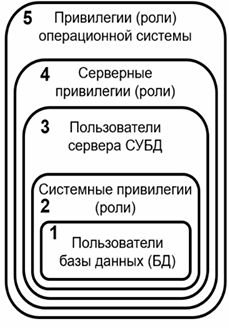 5 Привилегии (роли)
операционной системы
4 Серверные
привилегии (роли)
3 Пользователи
сервера СУБД
Системные привилегии
2 (роли)
1 Пользователи
базы данных (БД)